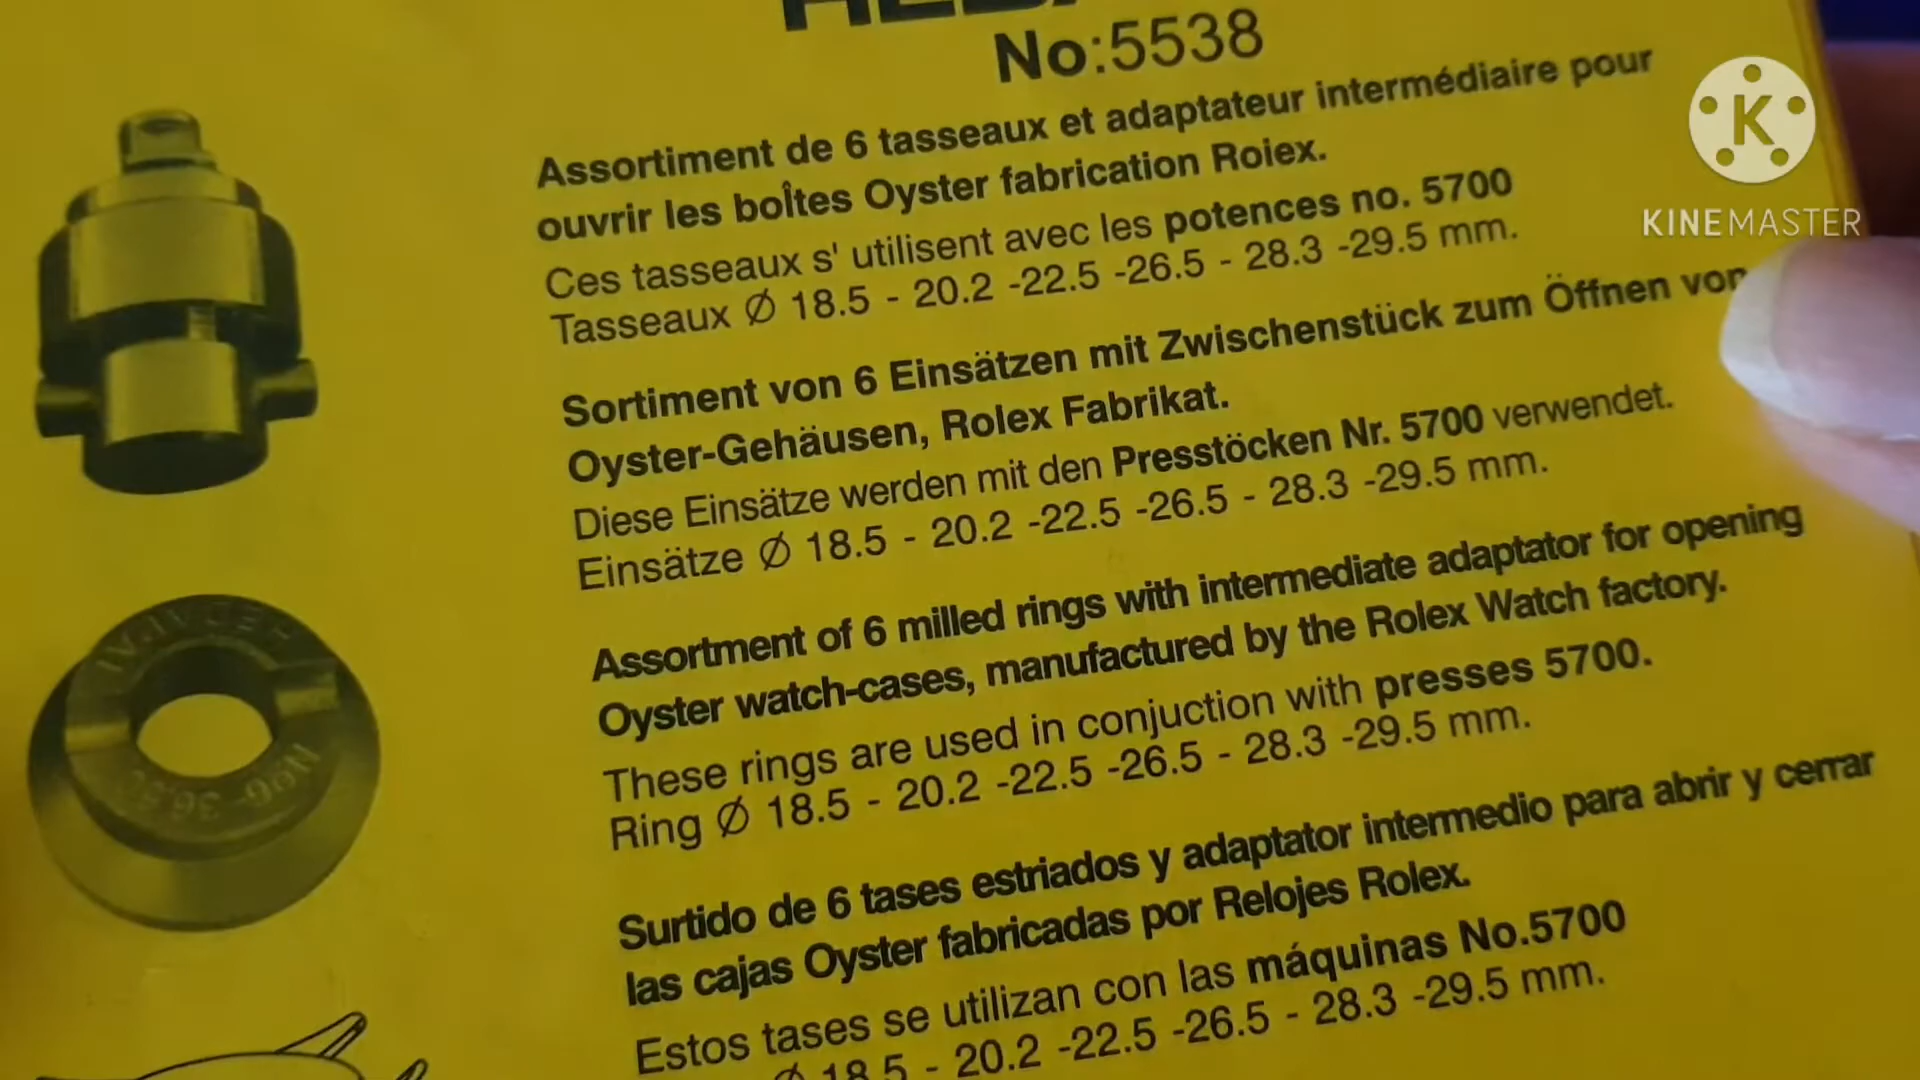 No:5538
Assortiment de 6 tasseaux et adaptateur intermédiaire pour
ouvrir les boîtes Oyster fabrication Roiex.
Ces tasseaux s' utilisent avec les potences no. 5700
Tasseaux Ø 18.5 - 20.2 -22.5 -26.5 - 28.3 -29.5 mm.
Sortiment von 6 Einsätzen mit Zwischenstück zum Öffnen von
Oyster-Gehäusen, Rolex Fabrikat.
Diese Einsätze werden mit den Presstöcken Nr. 5700 verwendet.
Einsätze Ø 18.5 - 20.2 -22.5 -26.5 - 28.3 -29.5 mm.
Assortment of 6 milled rings with intermediate adaptator for opening
Oyster watch-cases, manufactured by the Rolex Watch factory.
These rings are used in conjuction with presses 5700.
Ring Ø 18.5 - 20.2 -22.5 -26.5 - 28.3 -29.5 mm.
Surtido de 6 tases estriados y adaptator intermedio para abrir y cerrar
las cajas Oyster fabricadas por Relojes Rolex.
Estos tases se utilizan con las máquinas No.5700
Ø 18.5 - 20.2 -22.5 -26.5 - 28.3 -29.5 mm.
K
KINEMASTER